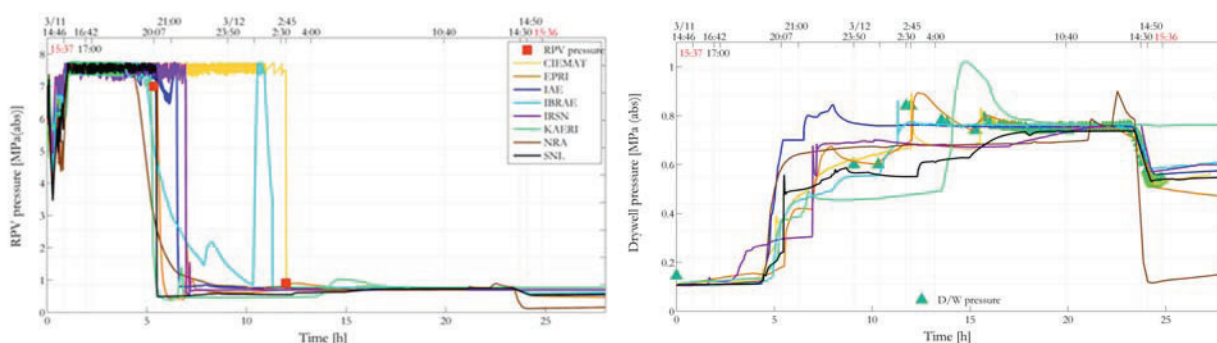 3/11 21:00 3/12 2:45 14:50
14:46 16:42 20:07 23:50 2:30 4:00 10:40 14:30 15:36
15:37 17:00
8
7
6
5
4
3
2
1
0
RPV pressure [MPa(abs)]
RPV pressure
CIEMAT
EPRI
IAE
IBRAE
IRSN
KAERI
NRA
SNL
0 5 10 15 20 25
Time [h]
3/11 21:00 3/12 2:45 14:50
14:46 16:42 20:07 23:50 2:30 4:00 10:40 14:30 15:36
15:37 17:00
1.0
0.8
0.6
0.4
0.2
0
Drywell pressure [MPa (abs)]
D/W pressure
0 5 10 15 20 25
Time [h]